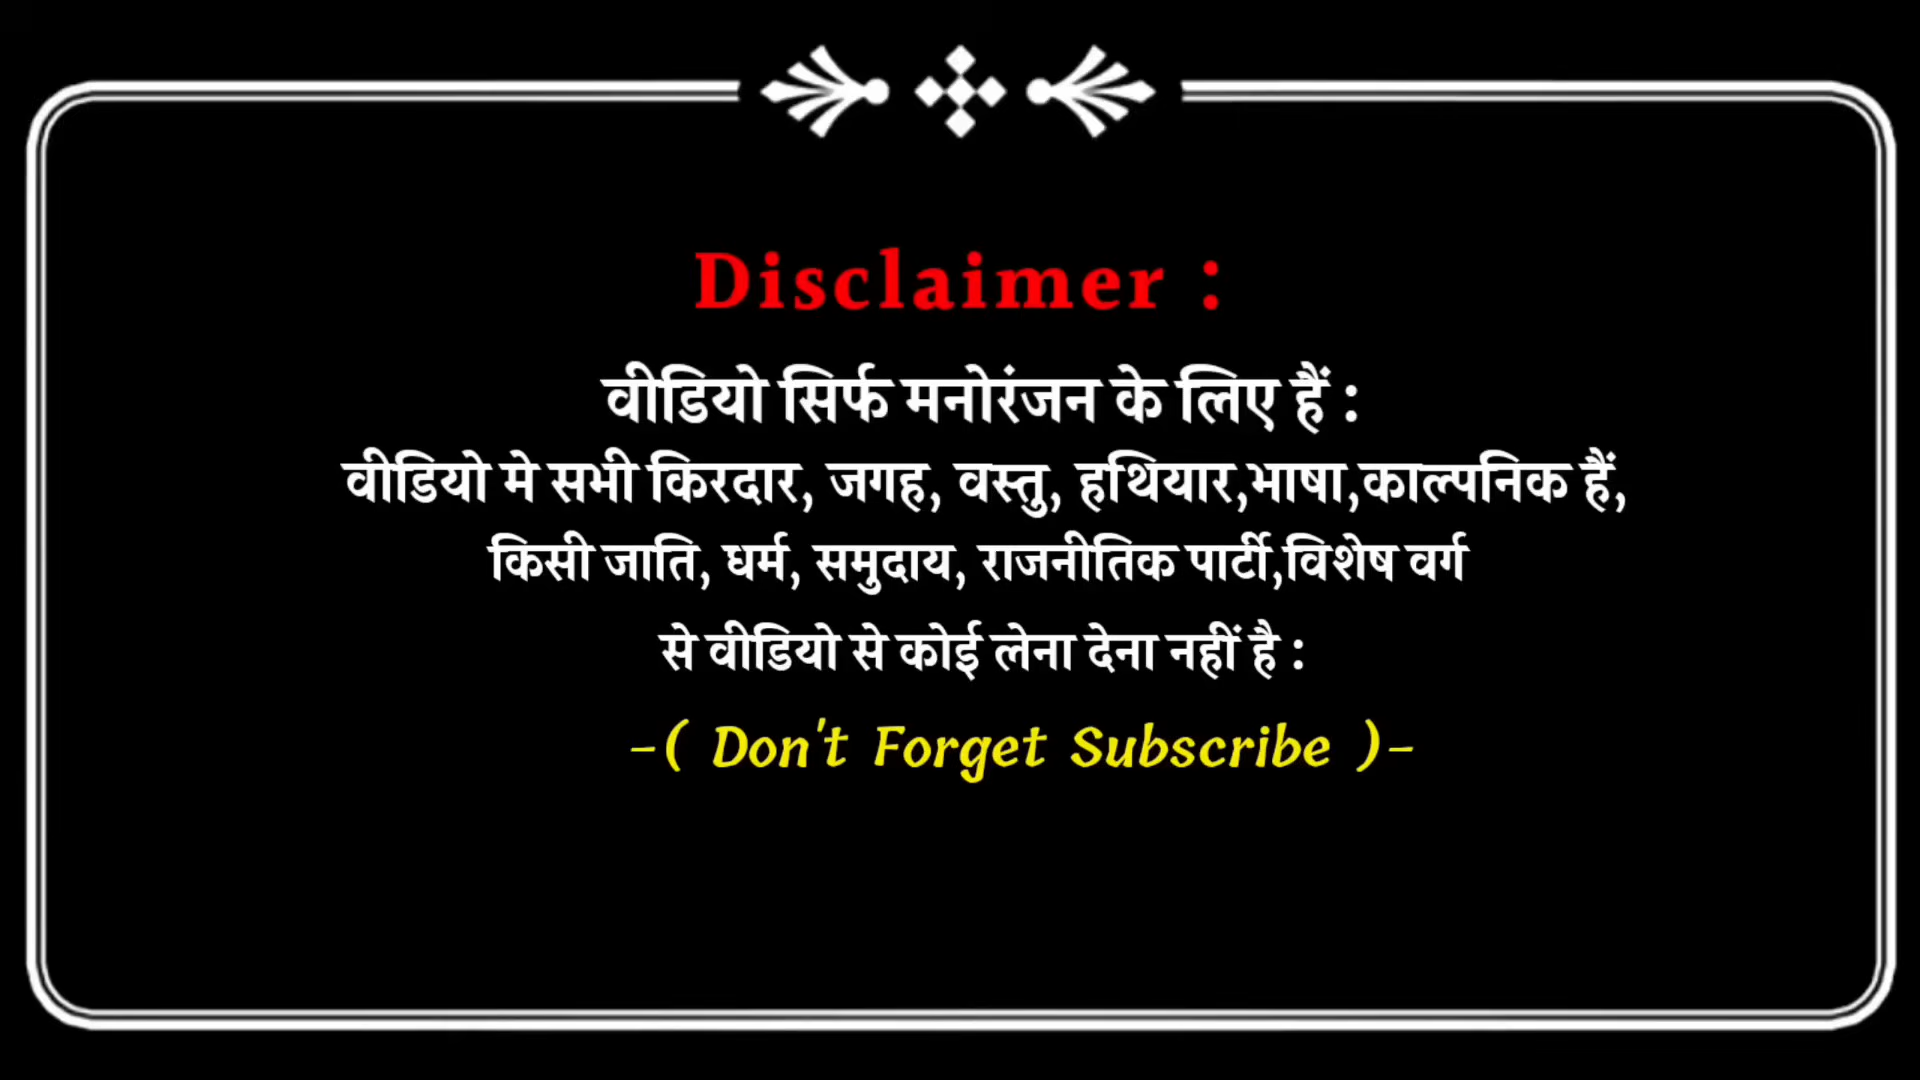 Disclaimer :
वीडियो सिर्फ मनोरंजन के लिए हैं :
वीडियो मे सभी किरदार, जगह, वस्तु, हथियार,भाषा,काल्पनिक हैं,
किसी जाति, धर्म, समुदाय, राजनीतिक पार्टी,विशेष वर्ग
से वीडियो से कोई लेना देना नहीं है :
-( Don't Forget Subscribe )-